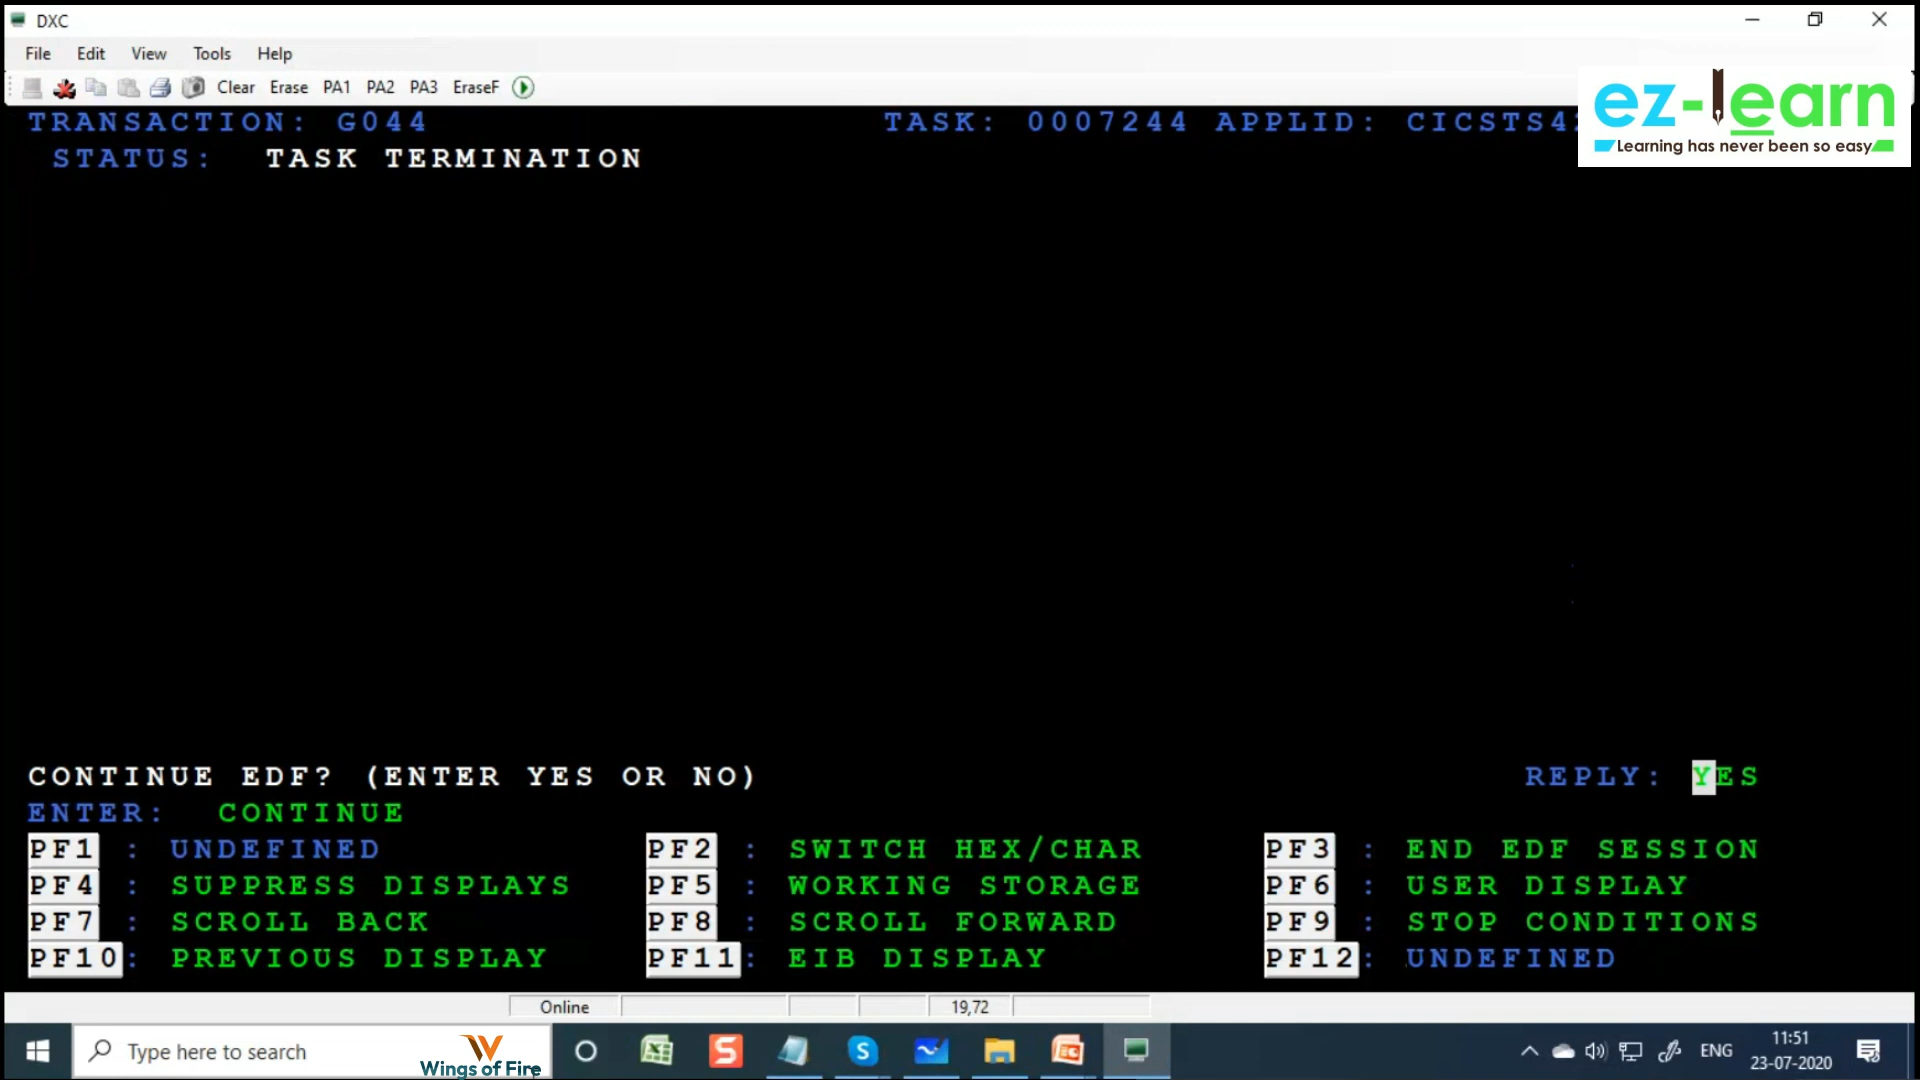 DXC
File Edit View Tools Help
Clear Erase PA1 PA2 PA3 EraseF
ez-learn
Learning has never been so easy
TRANSACTION: G044 TASK: 0007244 APPLID: CICSTS4
STATUS: TASK TERMINATION
CONTINUE EDF? (ENTER YES OR NO) REPLY: YES
ENTER: CONTINUE
PF1 : UNDEFINED PF2 : SWITCH HEX/CHAR PF3 : END EDF SESSION
PF4 : SUPPRESS DISPLAYS PF5 : WORKING STORAGE PF6 : USER DISPLAY
PF7 : SCROLL BACK PF8 : SCROLL FORWARD PF9 : STOP CONDITIONS
PF10: PREVIOUS DISPLAY PF11: EIB DISPLAY PF12: UNDEFINED
Online 19,72
Type here to search
Wings of Fire
ENG
11:51
23-07-2020